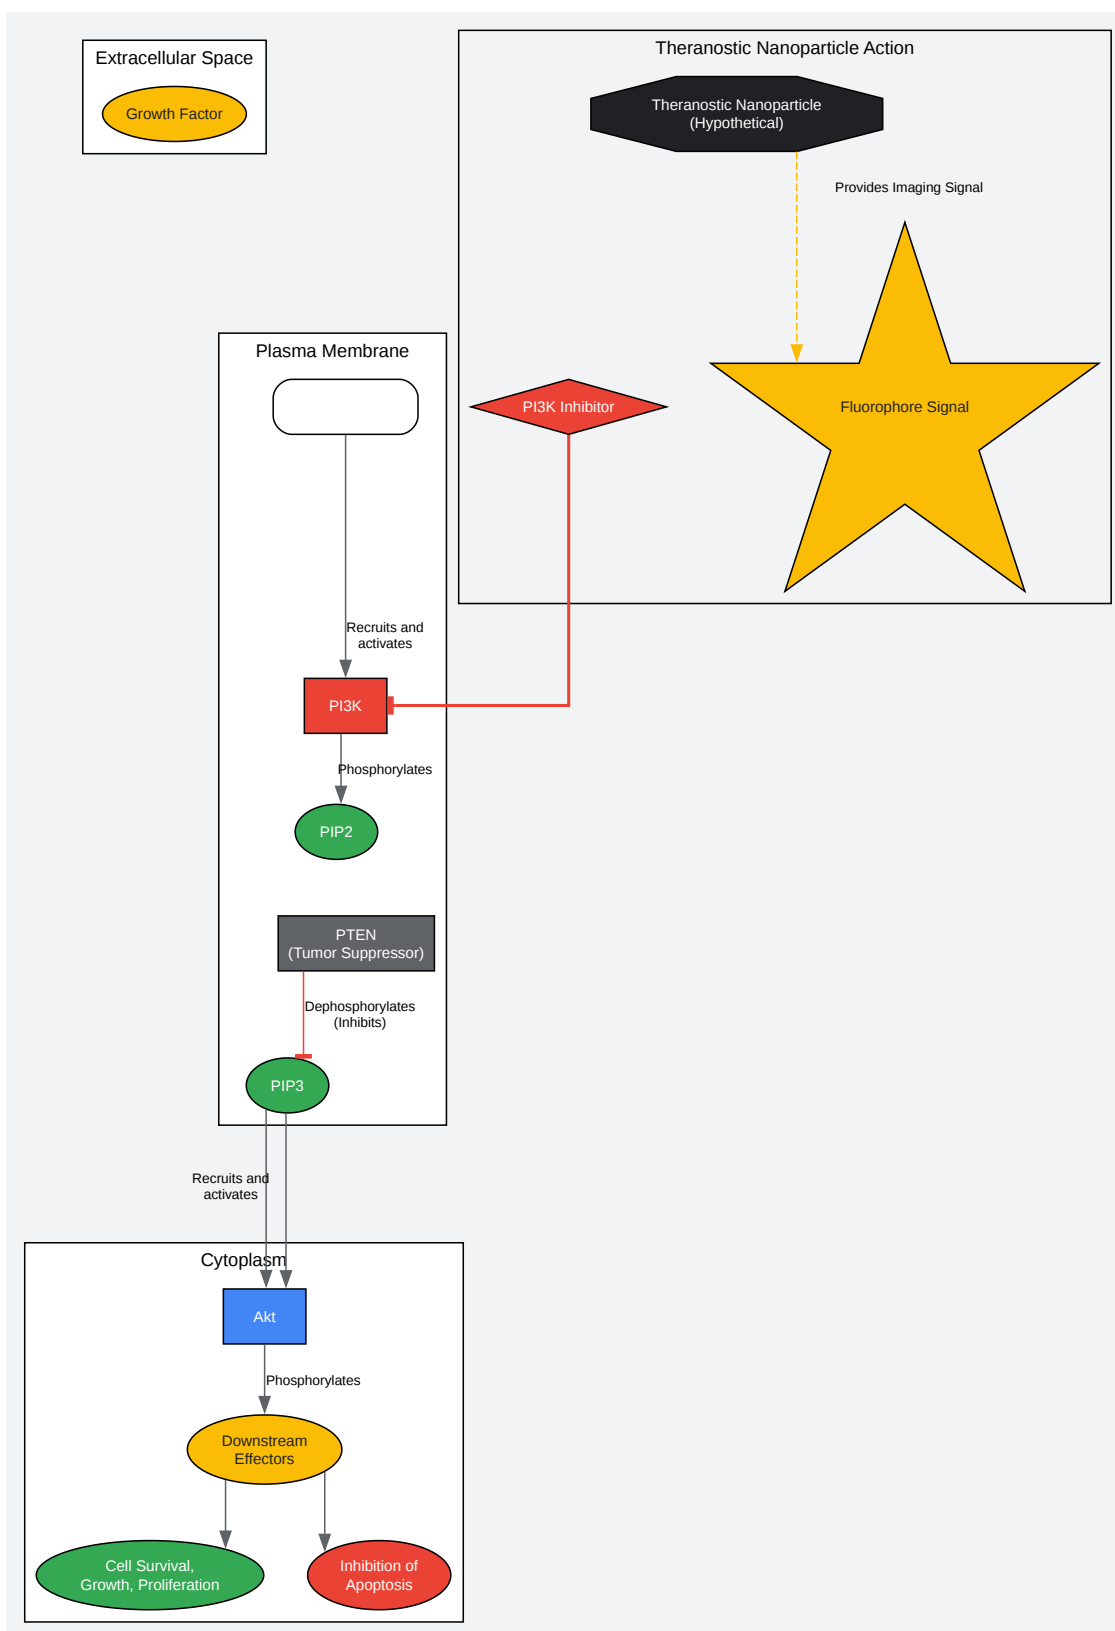 Extracellular Space
Growth Factor
Theranostic Nanoparticle Action
Theranostic Nanoparticle
(Hypothetical)
Provides Imaging Signal
Plasma Membrane
PI3K Inhibitor
Fluorophore Signal
Recruits and
activates
PI3K
Phosphorylates
PIP2
PTEN
(Tumor Suppressor)
Dephosphorylates
(Inhibits)
PIP3
Recruits and
activates
Cytoplasm
Akt
Phosphorylates
Downstream
Effectors
Cell Survival,
Growth, Proliferation
Inhibition of
Apoptosis